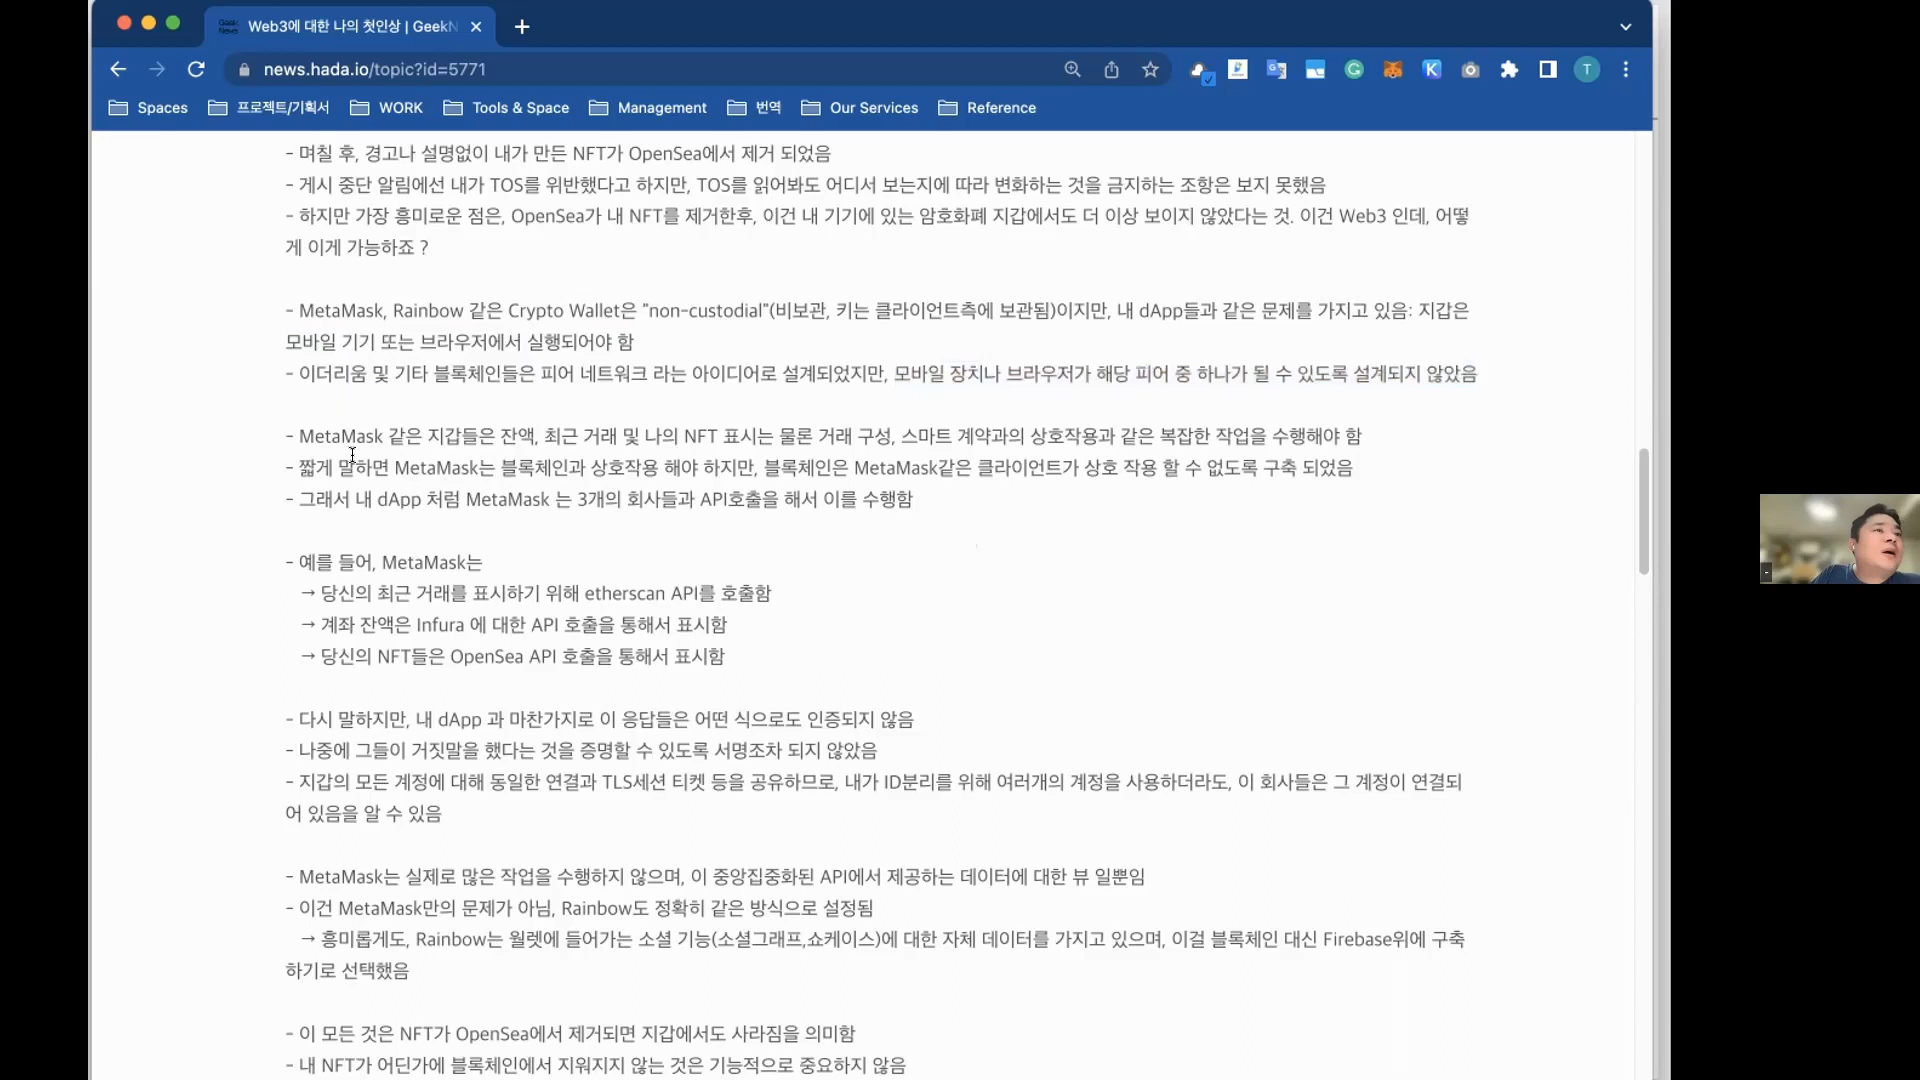 Web3에 대한 나의 첫인상 | GeekN
news.hada.io/topic?id=5771
T
Spaces
프로젝트/기획서
WORK
Tools & Space
Management
번역
Our Services
Reference
- 며칠 후, 경고나 설명없이 내가 만든 NFT가 OpenSea에서 제거 되었음
- 게시 중단 알림에선 내가 TOS를 위반했다고 하지만, TOS를 읽어봐도 어디서 보는지에 따라 변화하는 것을 금지하는 조항은 보지 못했음
- 하지만 가장 흥미로운 점은, OpenSea가 내 NFT를 제거한후, 이건 내 기기에 있는 암호화폐 지갑에서도 더 이상 보이지 않았다는 것. 이건 Web3 인데, 어떻
게 이게 가능하죠 ?
- MetaMask, Rainbow 같은 Crypto Wallet은 "non-custodial"(비보관, 키는 클라이언트측에 보관됨)이지만, 내 dApp들과 같은 문제를 가지고 있음: 지갑은
모바일 기기 또는 브라우저에서 실행되어야 함
- 이더리움 및 기타 블록체인들은 피어 네트워크 라는 아이디어로 설계되었지만, 모바일 장치나 브라우저가 해당 피어 중 하나가 될 수 있도록 설계되지 않았음
- MetaMask 같은 지갑들은 잔액, 최근 거래 및 나의 NFT 표시는 물론 거래 구성, 스마트 계약과의 상호작용과 같은 복잡한 작업을 수행해야 함
- 짧게 말하면 MetaMask는 블록체인과 상호작용 해야 하지만, 블록체인은 MetaMask같은 클라이언트가 상호 작용 할 수 없도록 구축 되었음
- 그래서 내 dApp 처럼 MetaMask 는 3개의 회사들과 API호출을 해서 이를 수행함
- 예를 들어, MetaMask는
→ 당신의 최근 거래를 표시하기 위해 etherscan API를 호출함
→ 계좌 잔액은 Infura 에 대한 API 호출을 통해서 표시함
→ 당신의 NFT들은 OpenSea API 호출을 통해서 표시함
- 다시 말하지만, 내 dApp 과 마찬가지로 이 응답들은 어떤 식으로도 인증되지 않음
- 나중에 그들이 거짓말을 했다는 것을 증명할 수 있도록 서명조차 되지 않았음
- 지갑의 모든 계정에 대해 동일한 연결과 TLS세션 티켓 등을 공유하므로, 내가 ID분리를 위해 여러개의 계정을 사용하더라도, 이 회사들은 그 계정이 연결되
어 있음을 알 수 있음
- MetaMask는 실제로 많은 작업을 수행하지 않으며, 이 중앙집중화된 API에서 제공하는 데이터에 대한 뷰 일뿐임
- 이건 MetaMask만의 문제가 아님, Rainbow도 정확히 같은 방식으로 설정됨
→ 흥미롭게도, Rainbow는 월렛에 들어가는 소셜 기능(소셜그래프,쇼케이스)에 대한 자체 데이터를 가지고 있으며, 이걸 블록체인 대신 Firebase위에 구축
하기로 선택했음
- 이 모든 것은 NFT가 OpenSea에서 제거되면 지갑에서도 사라짐을 의미함
- 내 NFT가 어딘가에 블록체인에서 지워지지 않는 것은 기능적으로 중요하지 않음